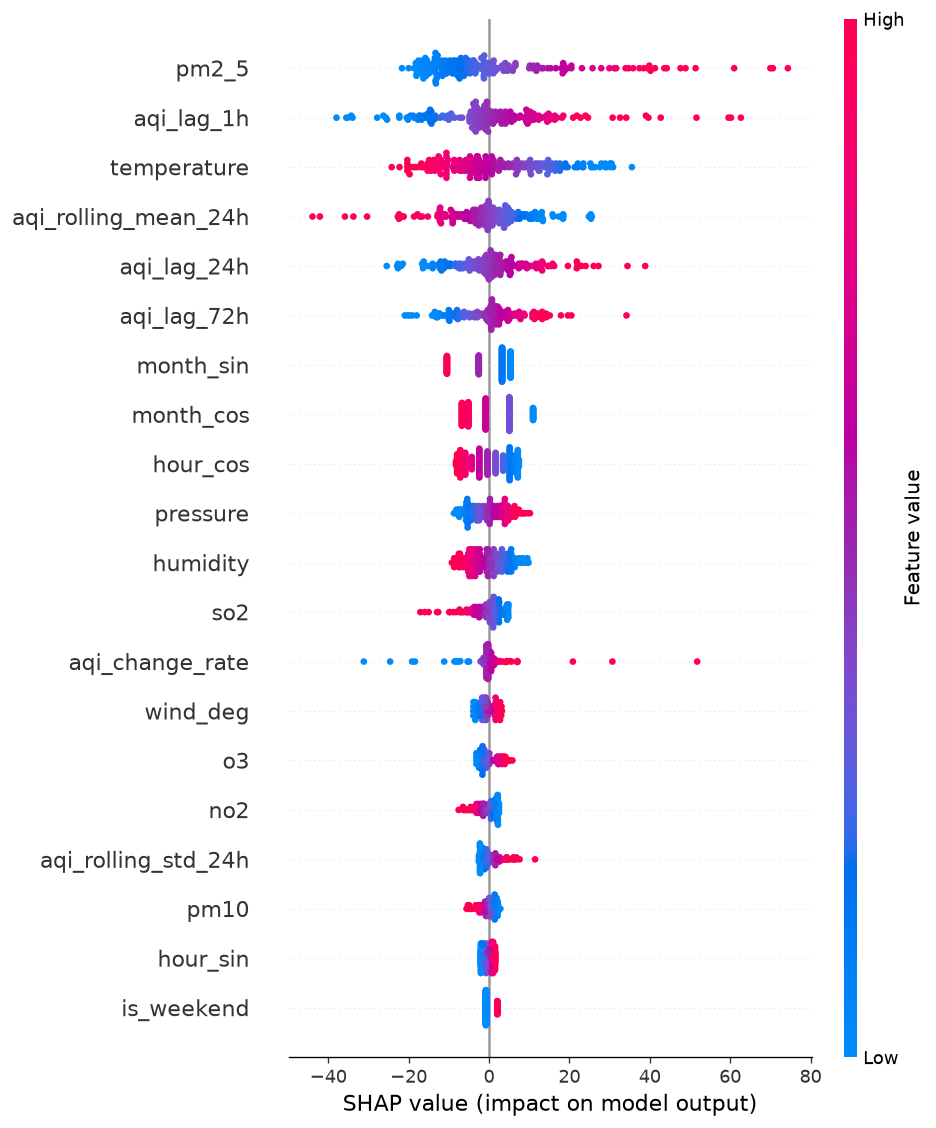 High
pm2_5
aqi_lag_1h
temperature
aqi_rolling_mean_24h
aqi_lag_24h
aqi_lag_72h
month_sin
month_cos
hour_cos
pressure
humidity
so2
aqi_change_rate
wind_deg
o3
no2
aqi_rolling_std_24h
pm10
hour_sin
is_weekend
Feature value
Low
−40 −20 0 20 40 60 80
SHAP value (impact on model output)